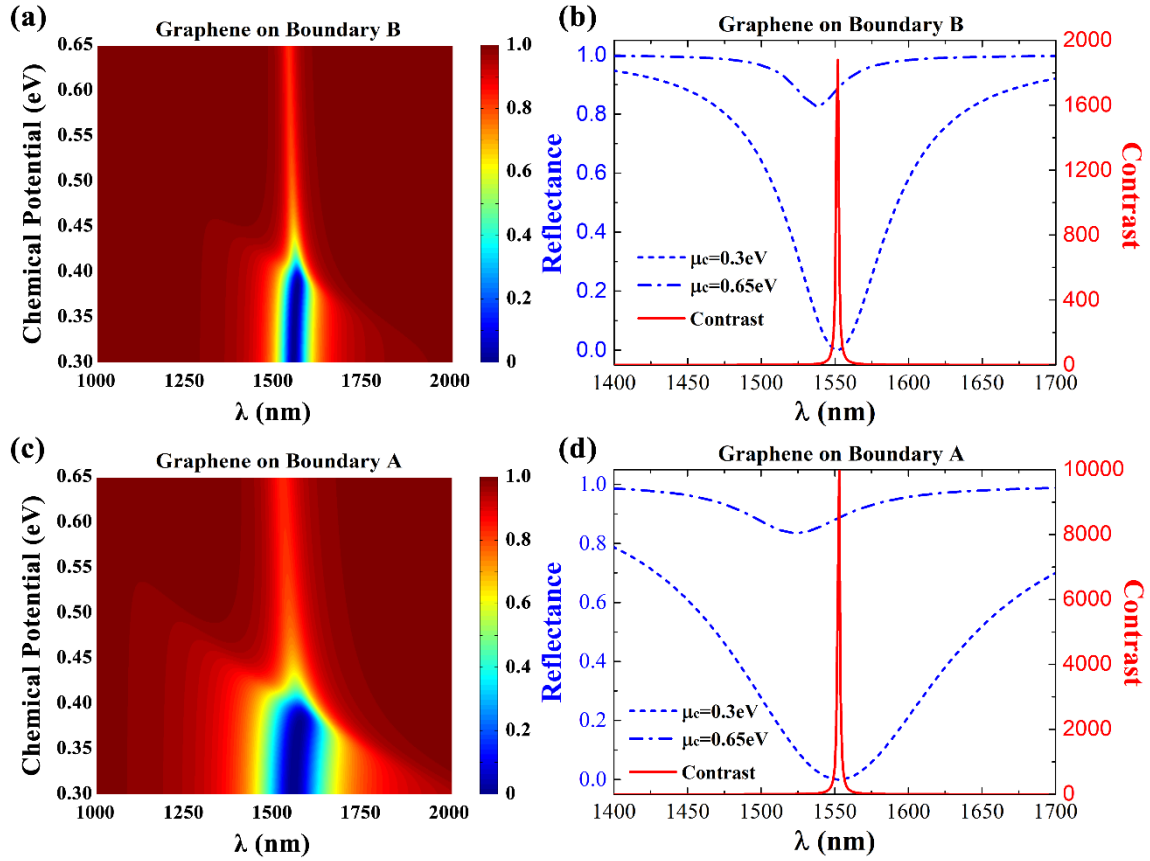 (a)
Graphene on Boundary B
Chemical Potential (eV)
0.65
0.60
0.55
0.50
0.45
0.40
0.35
0.30
1000 1250 1500 1750 2000
λ (nm)
1.0
0.8
0.6
0.4
0.2
0
(b)
Graphene on Boundary B
Reflectance
1.0
0.8
0.6
0.4
0.2
0.0
μc=0.3eV
μc=0.65eV
Contrast
1400 1450 1500 1550 1600 1650 1700
λ (nm)
2000
1600
1200
800
400
0
Contrast
(c)
Graphene on Boundary A
Chemical Potential (eV)
0.65
0.60
0.55
0.50
0.45
0.40
0.35
0.30
1000 1250 1500 1750 2000
λ (nm)
1.0
0.8
0.6
0.4
0.2
0
(d)
Graphene on Boundary A
Reflectance
1.0
0.8
0.6
0.4
0.2
0.0
μc=0.3eV
μc=0.65eV
Contrast
1400 1450 1500 1550 1600 1650 1700
λ (nm)
10000
8000
6000
4000
2000
0
Contrast